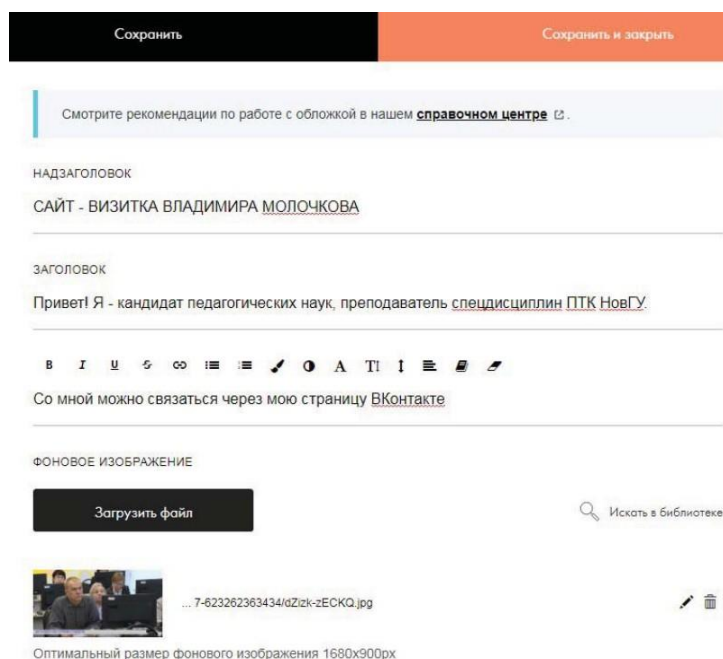 Сохранить
Сохранить и закрыть
Смотрите рекомендации по работе с обложкой в нашем справочном центре.
НАДЗАГОЛОВОК
САЙТ - ВИЗИТКА ВЛАДИМИРА МОЛОЧКОВА
ЗАГОЛОВОК
Привет! Я - кандидат педагогических наук, преподаватель спецдисциплин ПТК НовГУ.
B I U S A TI
Со мной можно связаться через мою страницу ВКонтакте
ФОНОВОЕ ИЗОБРАЖЕНИЕ
Загрузить файл
Искать в библиотеке
... 7-623262363434/dZizk-zECKQ.jpg
Оптимальный размер фонового изображения 1680x900px